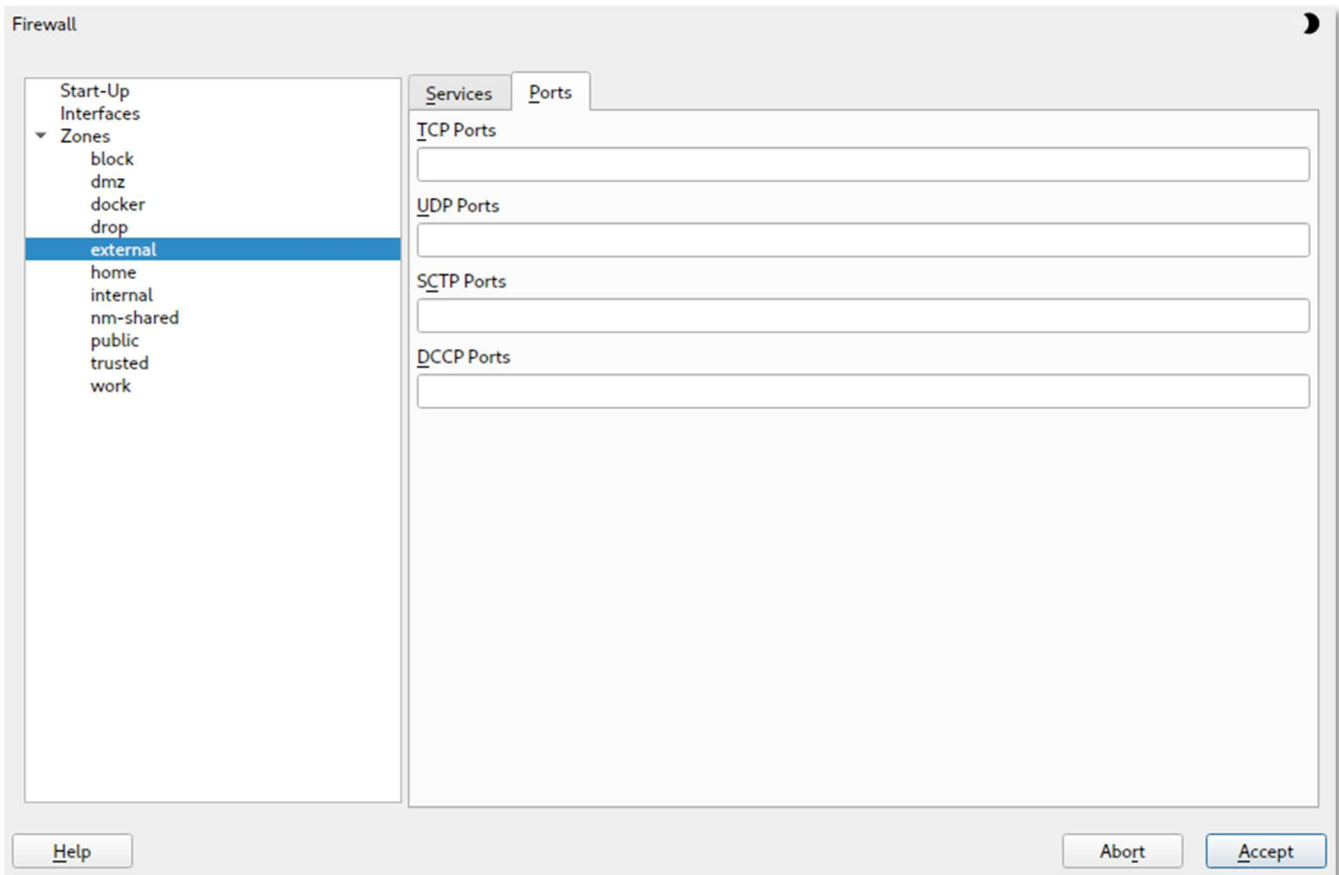 Firewall
Start-Up
Interfaces
Zones
block
dmz
docker
drop
external
home
internal
nm-shared
public
trusted
work
Services
Ports
TCP Ports
UDP Ports
SCTP Ports
DCCP Ports
Help
Abort
Accept